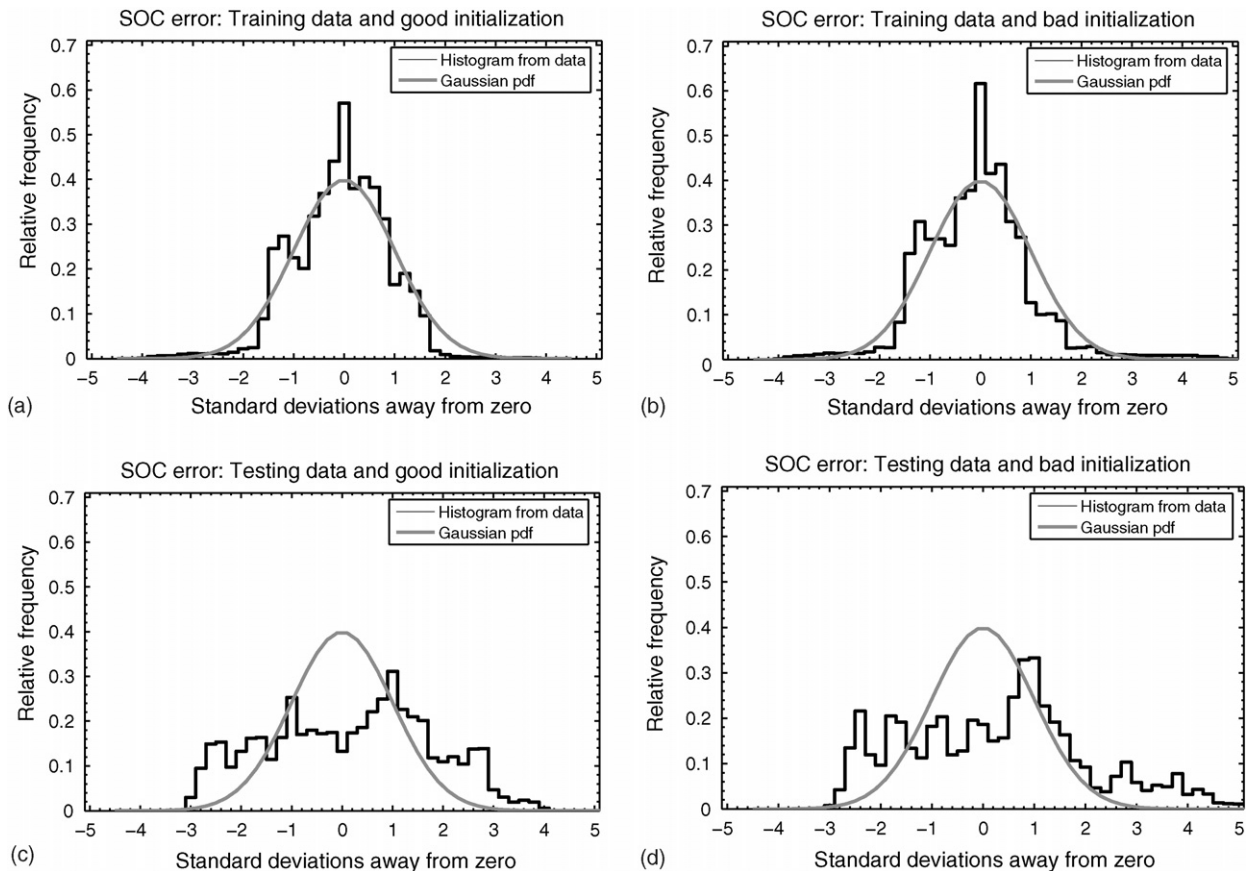 SOC error: Training data and good initialization
0.7
0.6
0.5
0.4
0.3
0.2
0.1
0
Relative frequency
Histogram from data
Gaussian pdf
−5 −4 −3 −2 −1 0 1 2 3 4 5
Standard deviations away from zero
(a)
SOC error: Training data and bad initialization
0.7
0.6
0.5
0.4
0.3
0.2
0.1
0
Relative frequency
Histogram from data
Gaussian pdf
−5 −4 −3 −2 −1 0 1 2 3 4 5
Standard deviations away from zero
(b)
SOC error: Testing data and good initialization
0.7
0.6
0.5
0.4
0.3
0.2
0.1
0
Relative frequency
Histogram from data
Gaussian pdf
−5 −4 −3 −2 −1 0 1 2 3 4 5
Standard deviations away from zero
(c)
SOC error: Testing data and bad initialization
0.7
0.6
0.5
0.4
0.3
0.2
0.1
0
Relative frequency
Histogram from data
Gaussian pdf
−5 −4 −3 −2 −1 0 1 2 3 4 5
Standard deviations away from zero
(d)